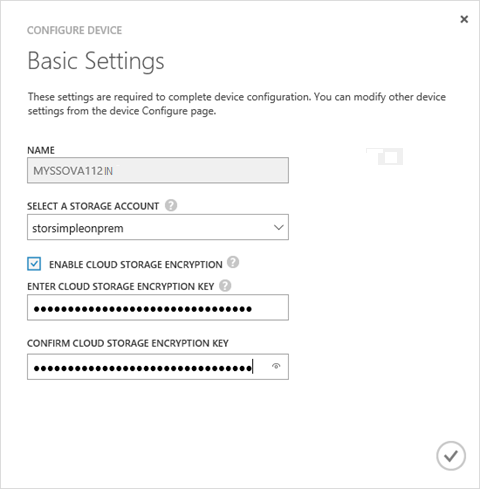 CONFIGURE DEVICE
Basic Settings
These settings are required to complete device configuration. You can modify other device
settings from the device Configure page.
NAME
MYSSOVA112IN
SELECT A STORAGE ACCOUNT ?
storsimpleonprem
ENABLE CLOUD STORAGE ENCRYPTION ?
ENTER CLOUD STORAGE ENCRYPTION KEY ?
CONFIRM CLOUD STORAGE ENCRYPTION KEY